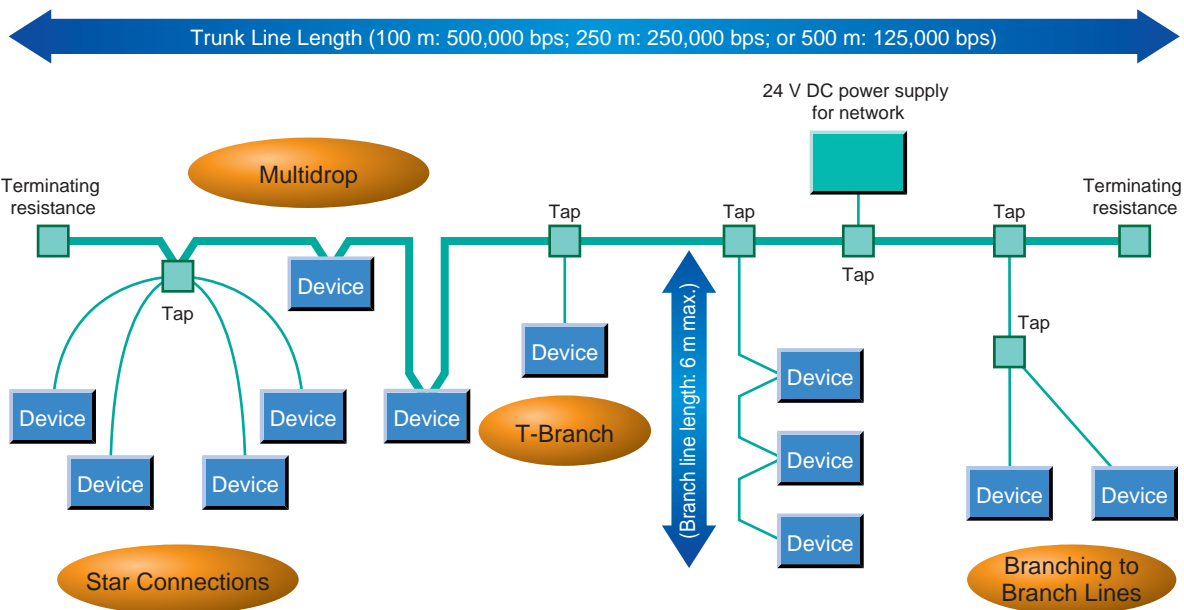 Trunk Line Length (100 m: 500,000 bps; 250 m: 250,000 bps; or 500 m: 125,000 bps)
24 V DC power supply
for network
Multidrop
Terminating
resistance
Tap
Tap
Tap
Terminating
resistance
Tap
Tap
Device
Tap
Device
Device
Device
Device
Device
Device
Device
Device
T-Branch
(Branch line length: 6 m max.)
Device
Device
Device
Device
Device
Star Connections
Branching to
Branch Lines